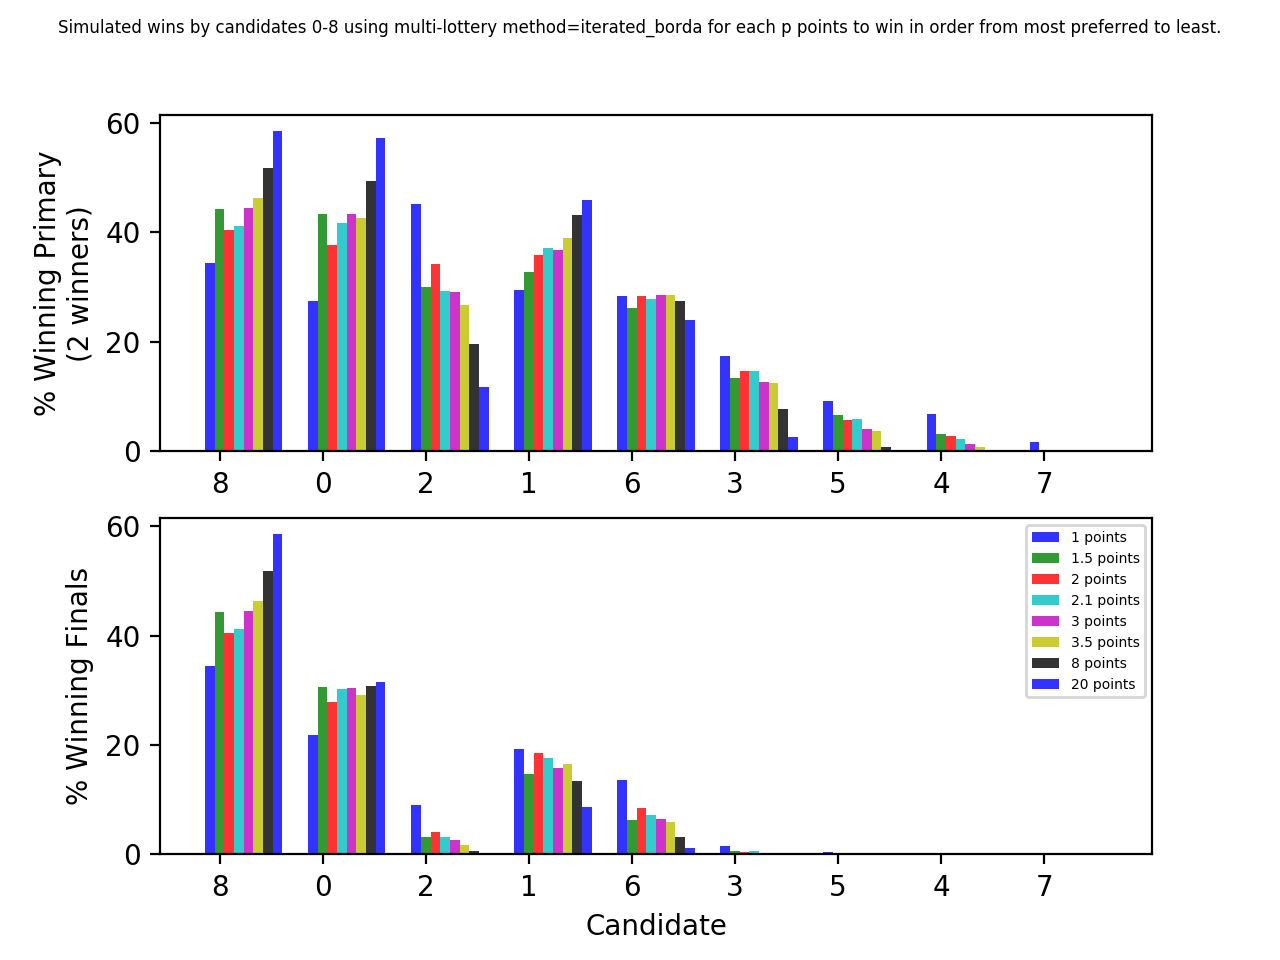 Simulated wins by candidates 0-8 using multi-lottery method=iterated_borda for each p points to win in order from most preferred to least.
% Winning Primary
(2 winners)
60
40
20
0
8 0 2 1 6 3 5 4 7
% Winning Finals
60
40
20
0
1 points
1.5 points
2 points
2.1 points
3 points
3.5 points
8 points
20 points
8 0 2 1 6 3 5 4 7
Candidate